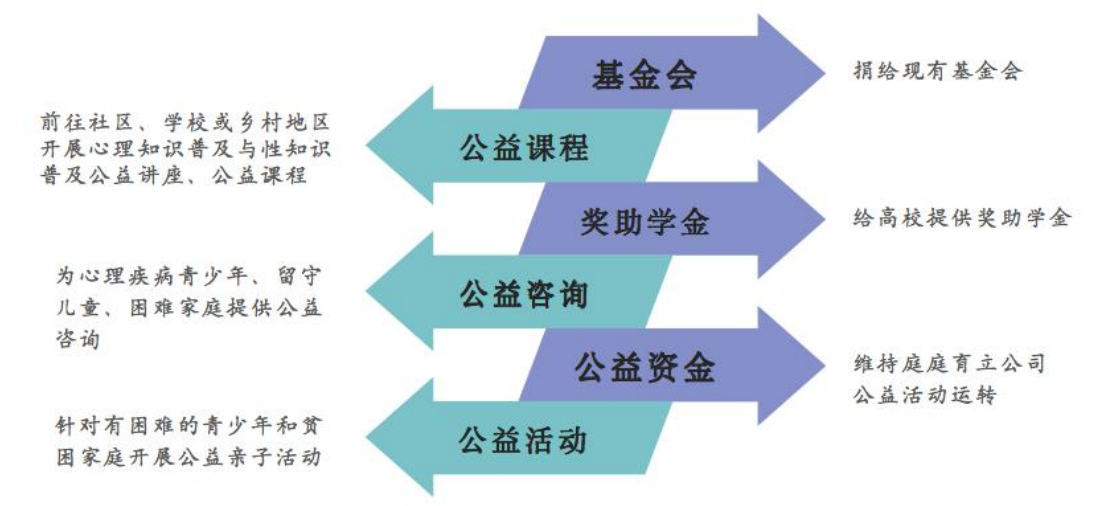 基金会
捐给现有基金会
前往社区、学校或乡村地区
开展心理知识普及与性知识
普及公益讲座、公益课程
公益课程
奖助学金
给高校提供奖助学金
为心理疾病青少年、留守
儿童、困难家庭提供公益
咨询
公益咨询
公益资金
维持庭庭育立公司
公益活动运转
针对有困难的青少年和贫
困家庭开展公益亲子活动
公益活动